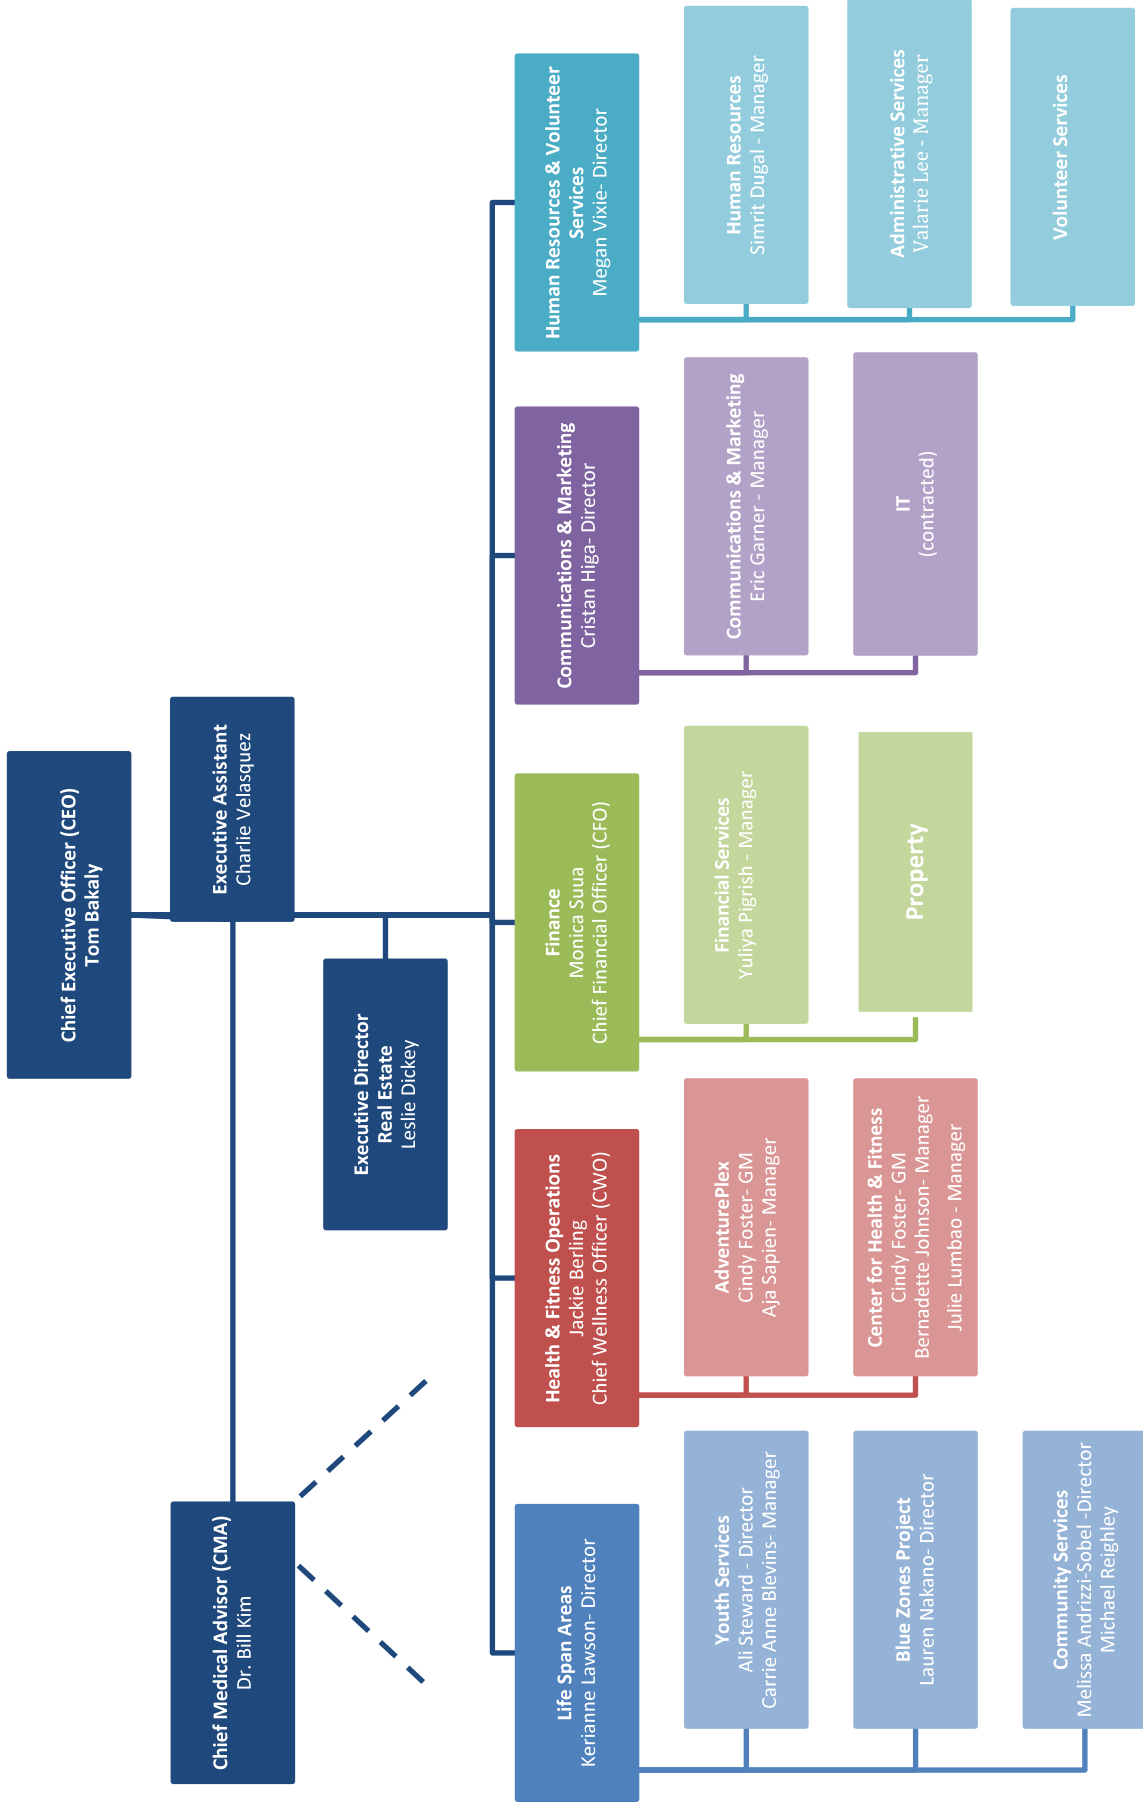 Chief Executive Officer (CEO)
Tom Bakaly
Chief Medical Advisor (CMA)
Dr. Bill Kim
Executive Assistant
Charlie Velasquez
Executive Director
Real Estate
Leslie Dickey
Life Span Areas
Kerianne Lawson- Director
Youth Services
Ali Steward - Director
Carrie Anne Blevins- Manager
Blue Zones Project
Lauren Nakano- Director
Community Services
Melissa Andrizzi-Sobel -Director
Michael Reighley
Health & Fitness Operations
Jackie Berling
Chief Wellness Officer (CWO)
AdventurePlex
Cindy Foster- GM
Aja Sapien- Manager
Center for Health & Fitness
Cindy Foster- GM
Bernadette Johnson- Manager
Julie Lumbao - Manager
Finance
Monica Suua
Chief Financial Officer (CFO)
Financial Services
Yuliya Pigrish - Manager
Property
Communications & Marketing
Cristan Higa- Director
Communications & Marketing
Eric Garner - Manager
IT
(contracted)
Human Resources & Volunteer
Services
Megan Vixie- Director
Human Resources
Simrit Dugal - Manager
Administrative Services
Valarie Lee - Manager
Volunteer Services